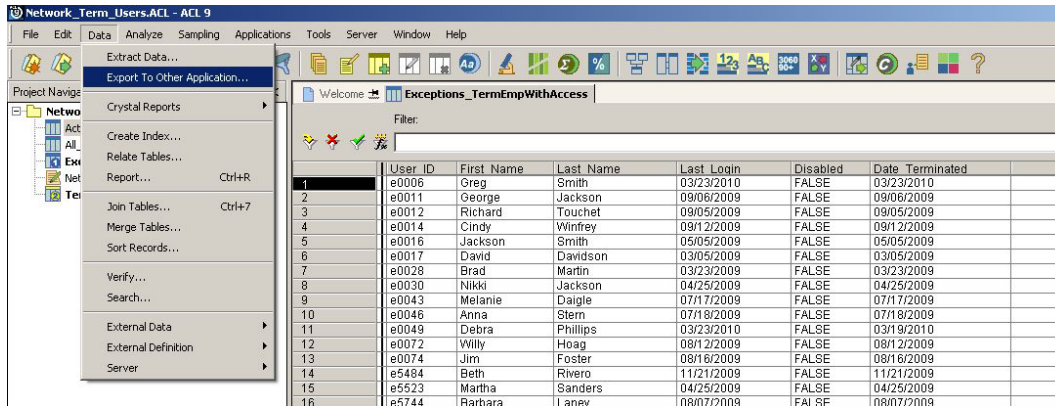 Network_Term_Users.ACL - ACL 9
File Edit Data Analyze Sampling Applications Tools Server Window Help
Extract Data...
Export To Other Application...
Crystal Reports
Create Index...
Relate Tables...
Report... Ctrl+R
Join Tables... Ctrl+7
Merge Tables...
Sort Records...
Verify...
Search...
External Data
External Definition
Server
Project Naviga
Netwo
Act
All_
Exc
Net
Te
Welcome Exceptions_TermEmpWithAccess
Filter:
User_ID First_Name Last_Name Last_Login Disabled Date_Terminated
1 e0006 Greg Smith 03/23/2010 FALSE 03/23/2010
2 e0011 George Jackson 09/06/2009 FALSE 09/06/2009
3 e0012 Richard Touchet 09/05/2009 FALSE 09/05/2009
4 e0014 Cindy Winfrey 09/12/2009 FALSE 09/12/2009
5 e0016 Jackson Smith 05/05/2009 FALSE 05/05/2009
6 e0017 David Davidson 03/05/2009 FALSE 03/05/2009
7 e0028 Brad Martin 03/23/2009 FALSE 03/23/2009
8 e0030 Nikki Jackson 04/25/2009 FALSE 04/25/2009
9 e0043 Melanie Daigle 07/17/2009 FALSE 07/17/2009
10 e0046 Anna Stern 07/18/2009 FALSE 07/18/2009
11 e0049 Debra Phillips 03/23/2010 FALSE 03/19/2010
12 e0072 Willy Hoag 08/12/2009 FALSE 08/12/2009
13 e0074 Jim Foster 08/16/2009 FALSE 08/16/2009
14 e5484 Beth Rivero 11/21/2009 FALSE 11/21/2009
15 e5523 Martha Sanders 04/25/2009 FALSE 04/25/2009
16 e5744 Barbara Laney 08/07/2009 FALSE 08/07/2009